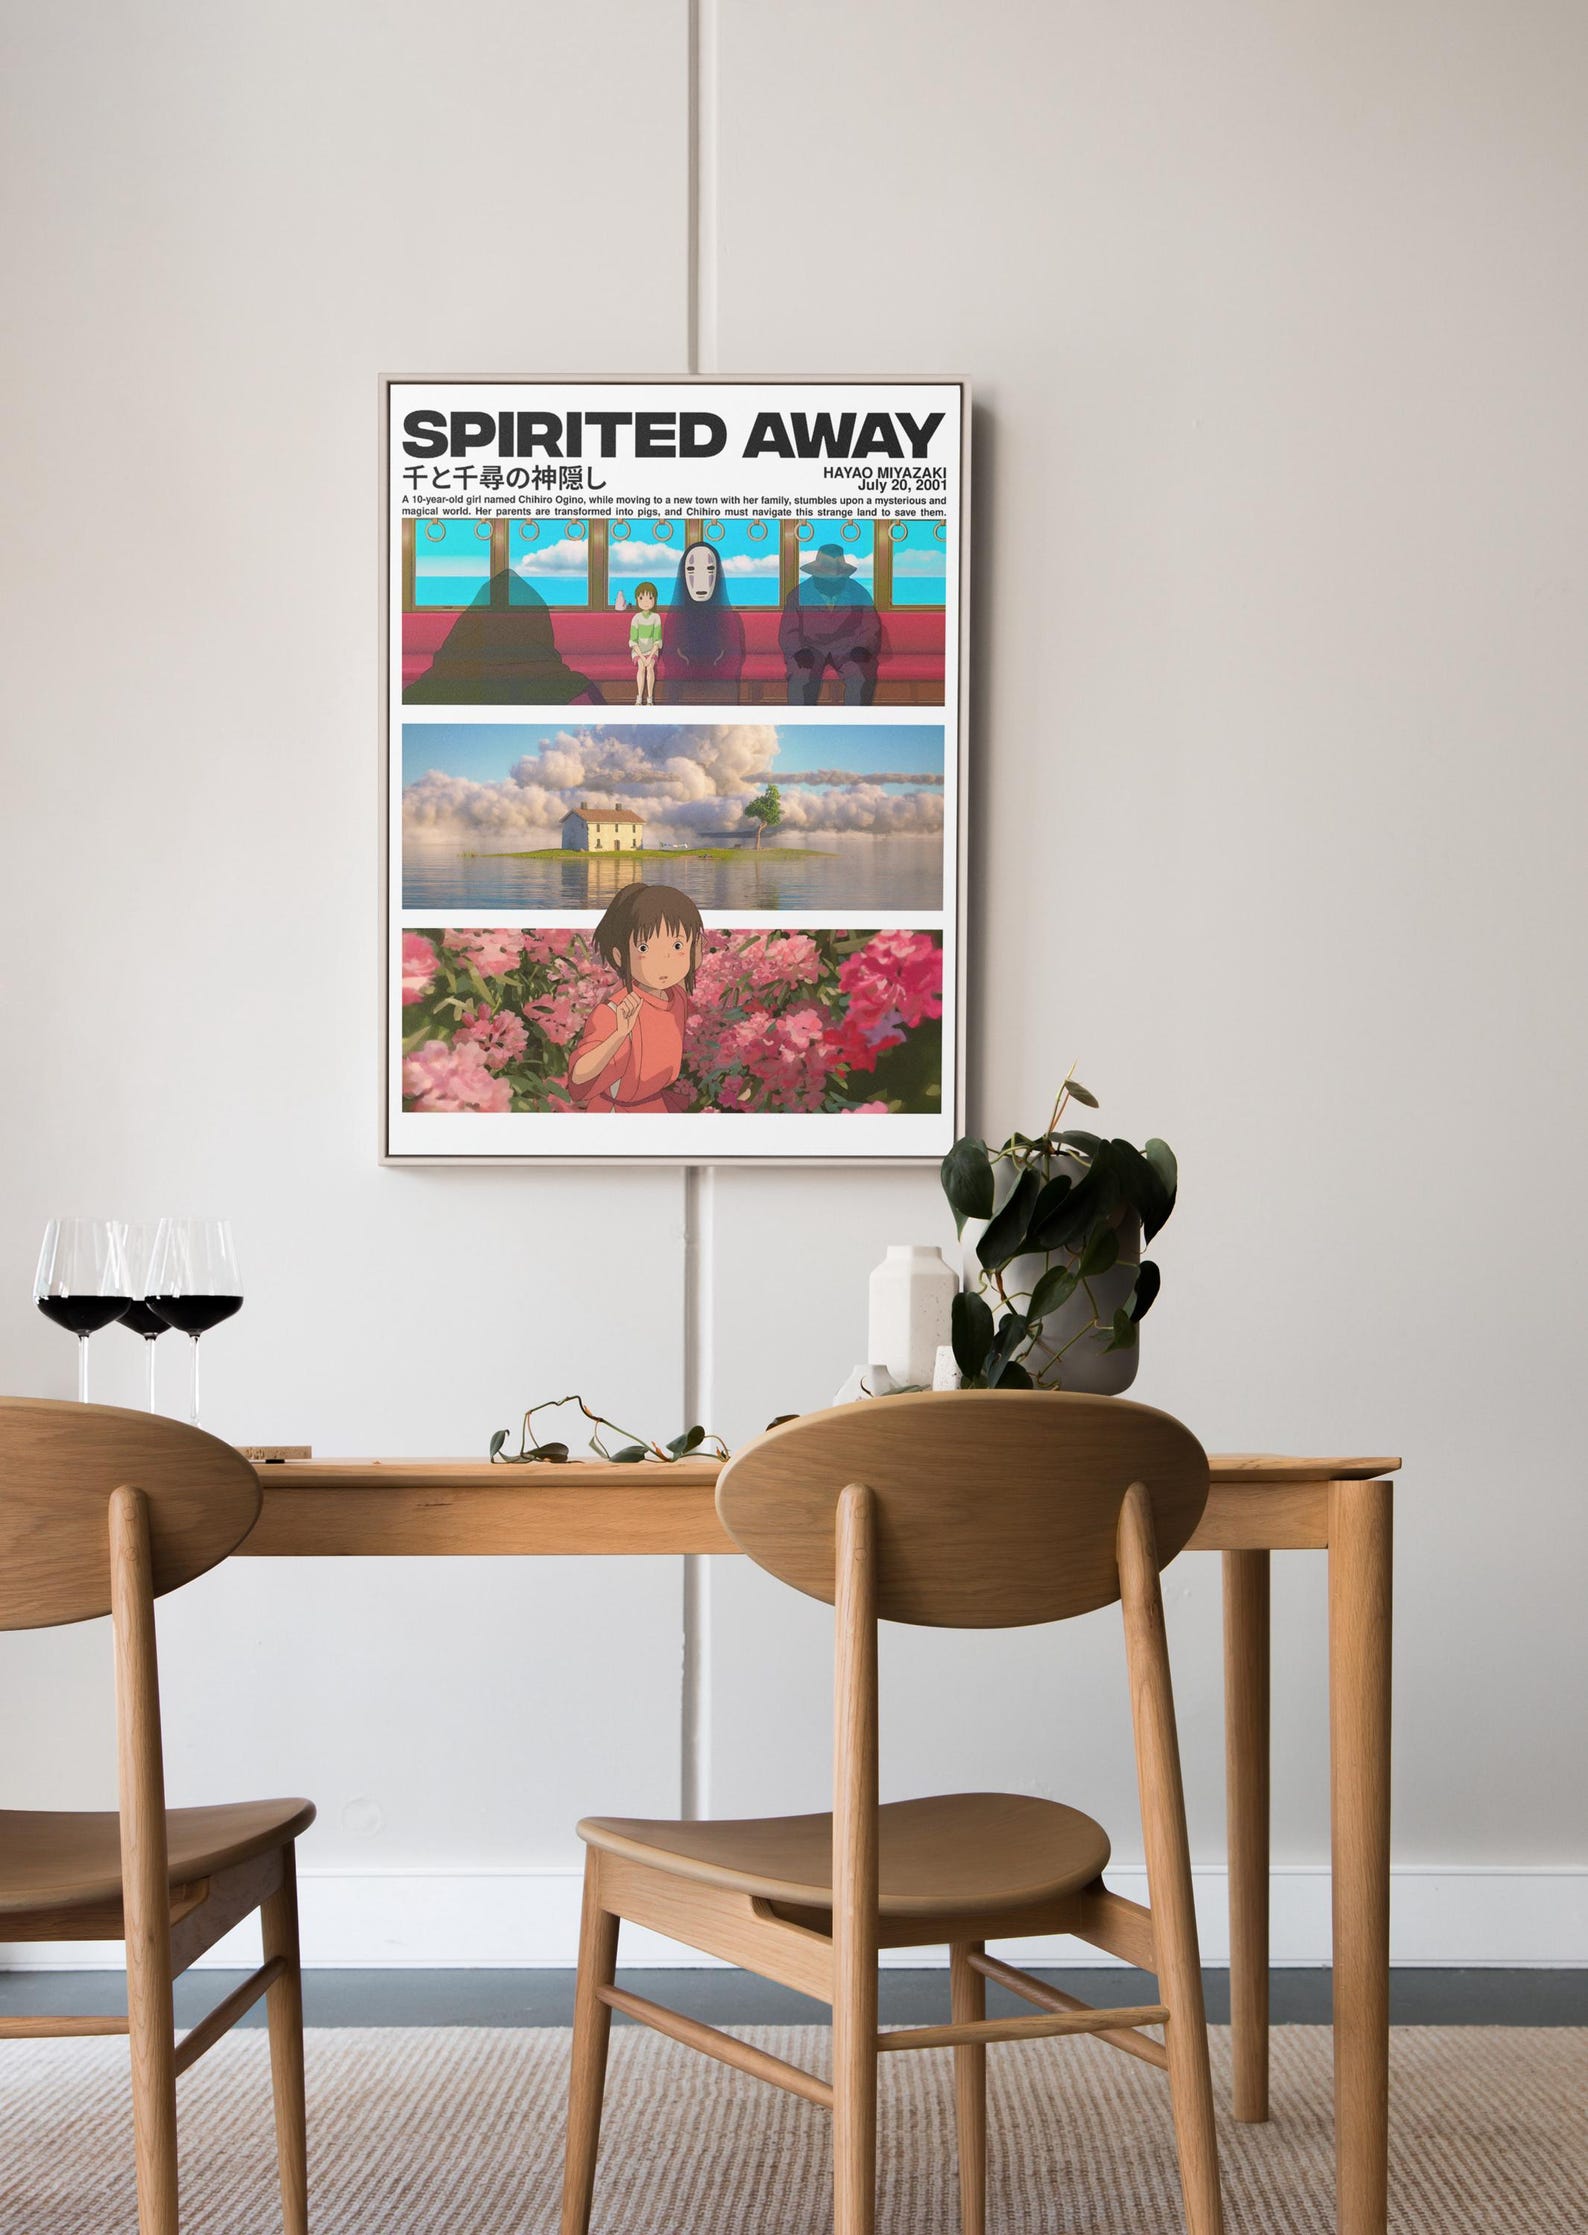 SPIRITED AWAY
千と千尋の神隠し
HAYAO MIYAZAKI
July 20, 2001
A 10-year-old girl named Chihiro Ogino, while moving to a new town with her family, stumbles upon a mysterious and
magical world. Her parents are transformed into pigs, and Chihiro must navigate this strange land to save them.